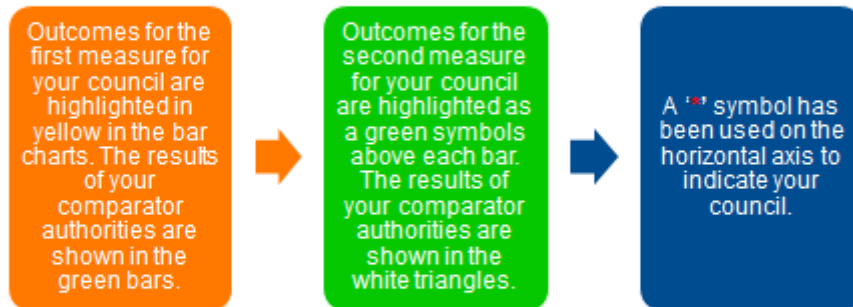 Outcomes for the
first measure for
your council are
highlighted in
yellow in the bar
charts. The results
of your
comparator
authorities are
shown in the
green bars.
Outcomes for the
second measure
for your council
are highlighted as
a green symbols
above each bar.
The results of
your comparator
authorities are
shown in the
white triangles.
A ‘*’ symbol has
been used on the
horizontal axis to
indicate your
council.